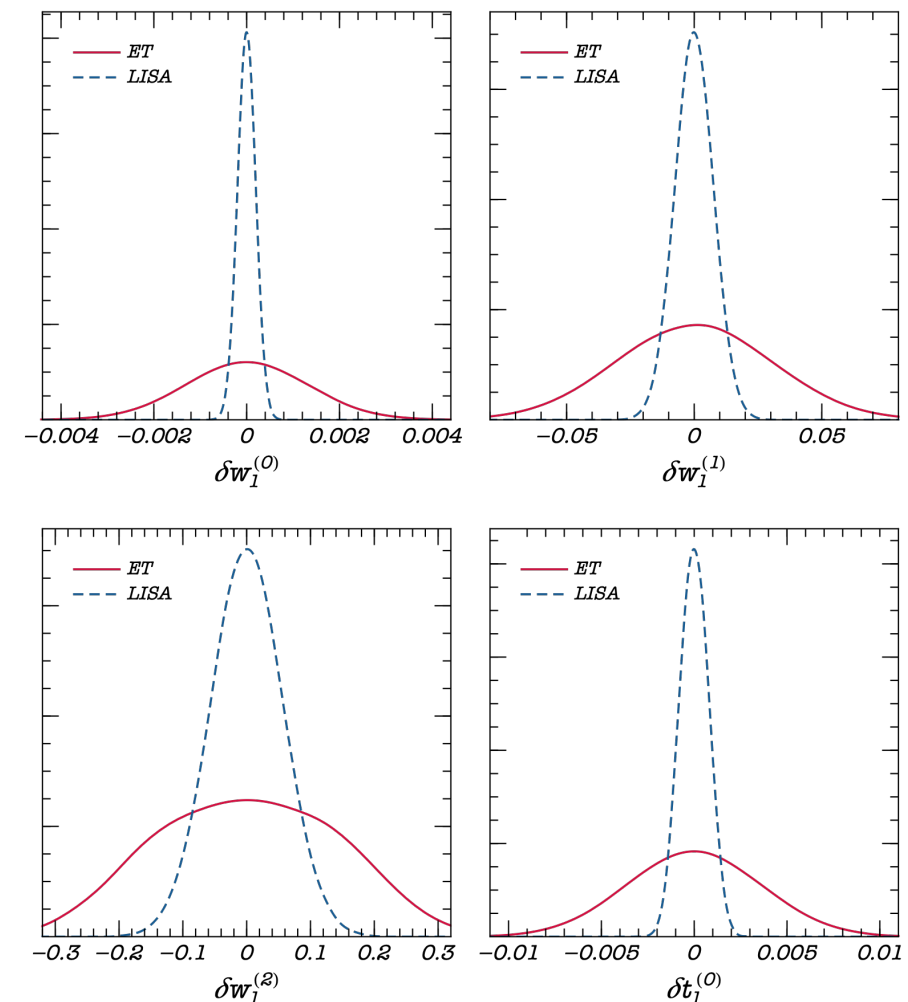 ET
LISA
−0.004 −0.002 0 0.002 0.004
δw₁⁽⁰⁾
ET
LISA
−0.05 0 0.05
δw₁⁽¹⁾
ET
LISA
−0.3 −0.2 −0.1 0 0.1 0.2 0.3
δw₁⁽²⁾
ET
LISA
−0.01 −0.005 0 0.005 0.01
δt₁⁽⁰⁾